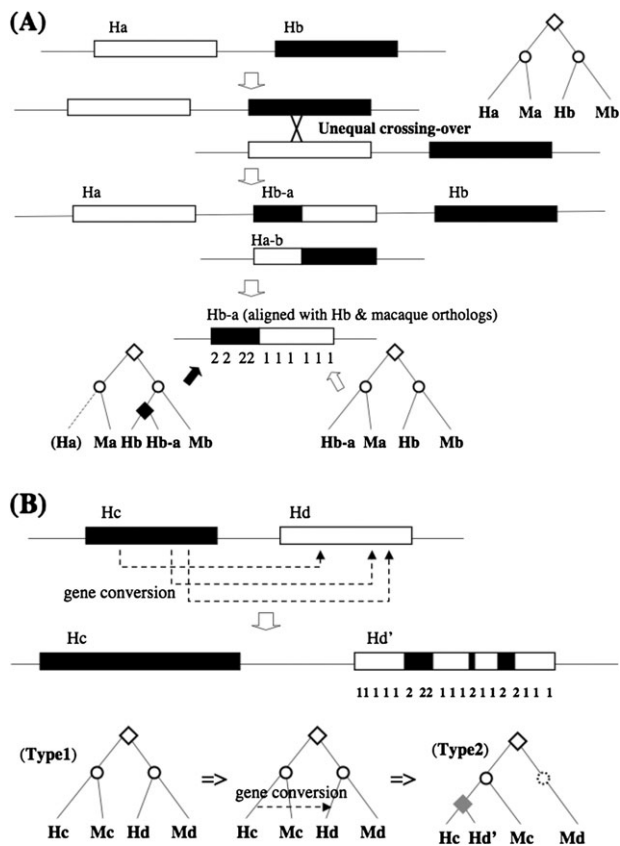 (A)
Ha Hb
Ha Ma Hb Mb
Unequal crossing-over
Ha Hb-a Hb
Ha-b
Hb-a (aligned with Hb & macaque orthologs)
2 2 22 1 1 1 1 1 1
(Ha) Ma Hb Hb-a Mb
Hb-a Ma Hb Mb
(B)
Hc Hd
gene conversion
Hc Hd’
11 1 1 1 2 22 1 1 1 2 1 1 2 2 1 1 1
(Type1) => gene conversion => (Type2)
Hc Mc Hd Md Hc Mc Hd Md Hc Hd’ Mc Md